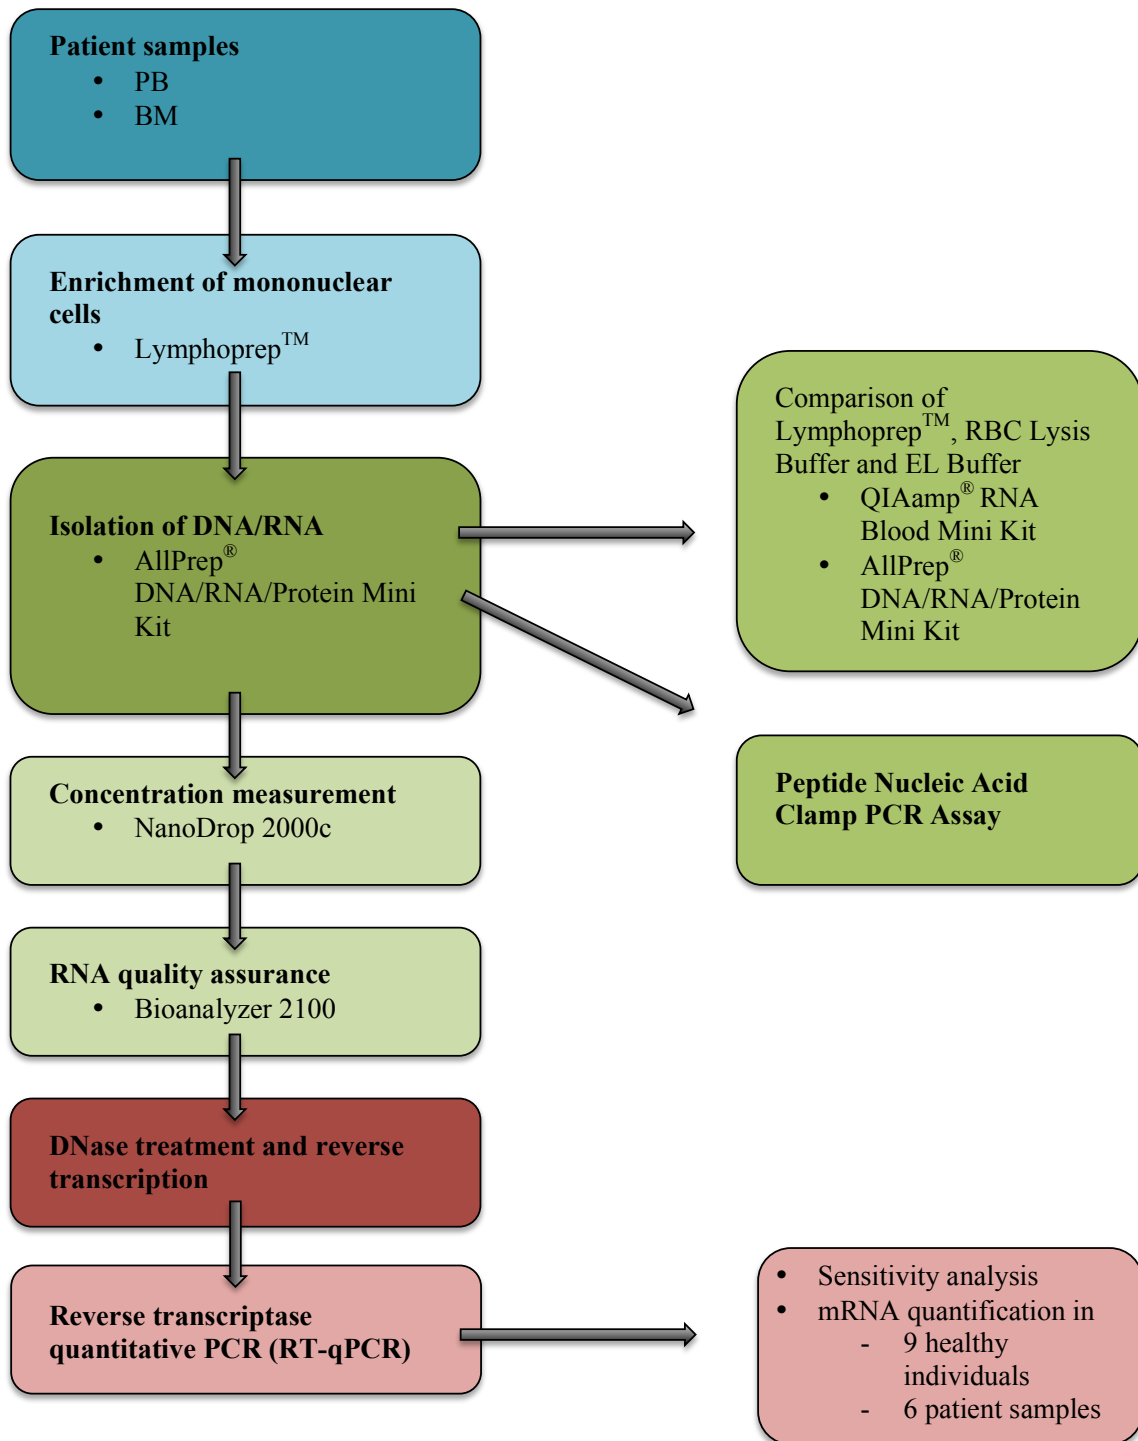 Patient samples
• PB
• BM
Enrichment of mononuclear
cells
• Lymphoprep™
Isolation of DNA/RNA
• AllPrep®
DNA/RNA/Protein Mini
Kit
Comparison of
Lymphoprep™, RBC Lysis
Buffer and EL Buffer
• QIAamp® RNA
Blood Mini Kit
• AllPrep®
DNA/RNA/Protein
Mini Kit
Concentration measurement
• NanoDrop 2000c
Peptide Nucleic Acid
Clamp PCR Assay
RNA quality assurance
• Bioanalyzer 2100
DNase treatment and reverse
transcription
Reverse transcriptase
quantitative PCR (RT-qPCR)
• Sensitivity analysis
• mRNA quantification in
- 9 healthy
individuals
- 6 patient samples